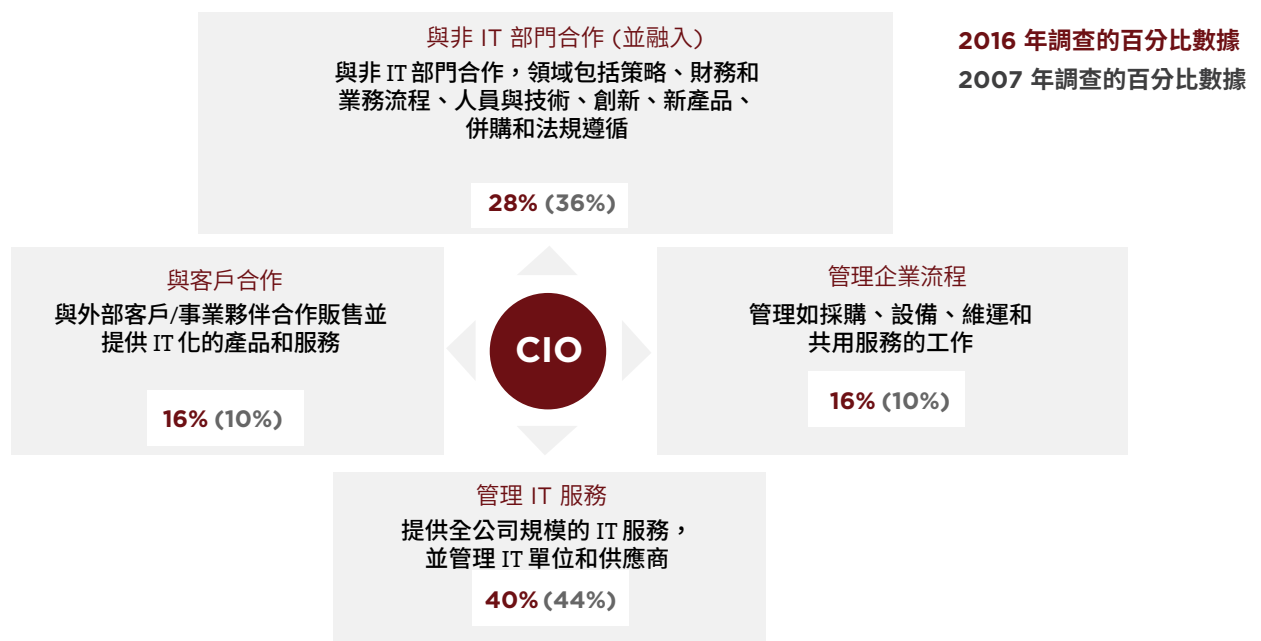 與非 IT 部門合作 (並融入)
與非 IT 部門合作，領域包括策略、財務和
業務流程、人員與技術、創新、新產品、
併購和法規遵循
28% (36%)
2016 年調查的百分比數據
2007 年調查的百分比數據
與客戶合作
與外部客戶/事業夥伴合作販售並
提供 IT 化的產品和服務
16% (10%)
CIO
管理企業流程
管理如採購、設備、維運和
共用服務的工作
16% (10%)
管理 IT 服務
提供全公司規模的 IT 服務，
並管理 IT 單位和供應商
40% (44%)